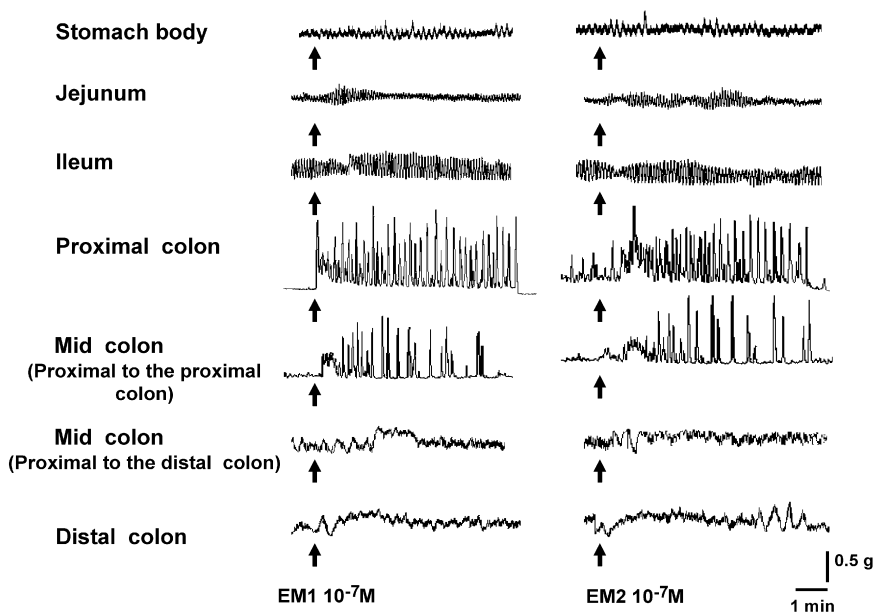 Stomach body
Jejunum
Ileum
Proximal colon
Mid colon
(Proximal to the proximal
colon)
Mid colon
(Proximal to the distal colon)
Distal colon
0.5 g
EM1 10⁻⁷M
EM2 10⁻⁷M
1 min